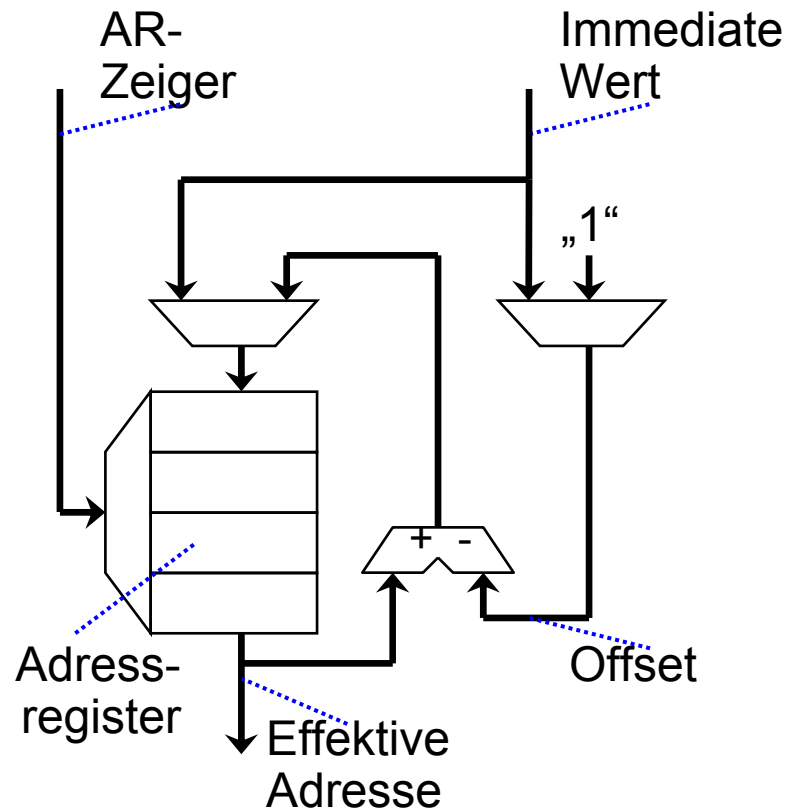 AR-
Zeiger
Immediate
Wert
„1“
+ -
Adress-
register
Offset
Effektive
Adresse